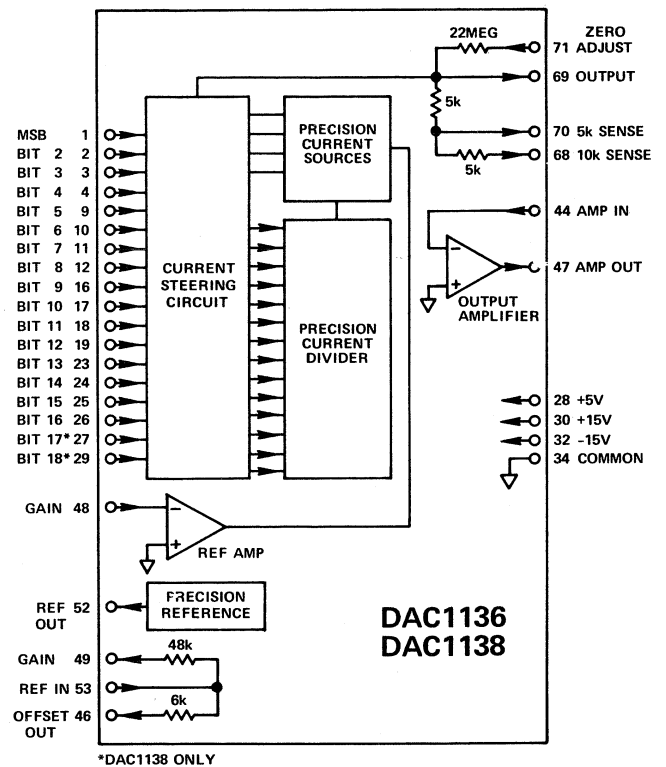 22MEG
ZERO
71 ADJUST
69 OUTPUT
5k
70 5k SENSE
68 10k SENSE
5k
44 AMP IN
47 AMP OUT
OUTPUT
AMPLIFIER
28 +5V
30 +15V
32 -15V
34 COMMON
MSB 1
BIT 2 2
BIT 3 3
BIT 4 4
BIT 5 9
BIT 6 10
BIT 7 11
BIT 8 12
BIT 9 16
BIT 10 17
BIT 11 18
BIT 12 19
BIT 13 23
BIT 14 24
BIT 15 25
BIT 16 26
BIT 17* 27
BIT 18* 29
CURRENT
STEERING
CIRCUIT
PRECISION
CURRENT
SOURCES
PRECISION
CURRENT
DIVIDER
−
+
GAIN 48
−
+
REF AMP
REF 52
OUT
PRECISION
REFERENCE
GAIN 49
48k
REF IN 53
6k
OFFSET 46
OUT
DAC1136
DAC1138
*DAC1138 ONLY